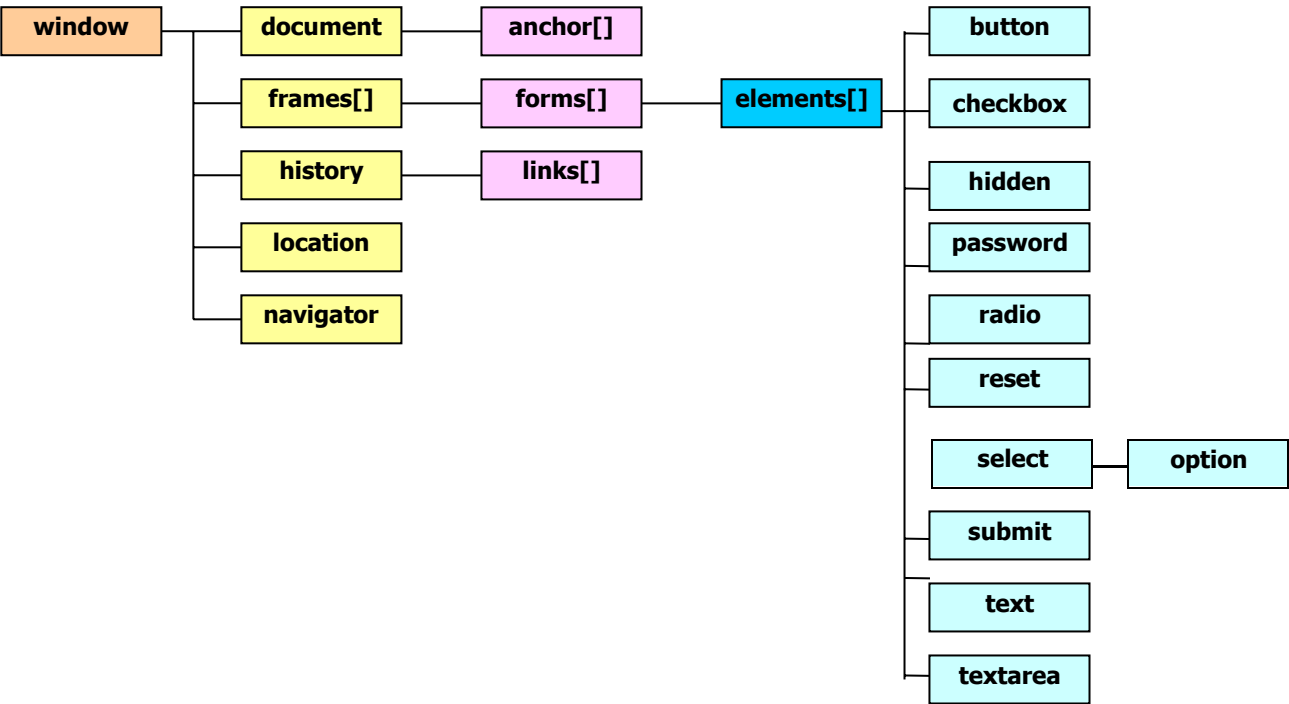 window
document
anchor[]
button
frames[]
forms[]
elements[]
checkbox
history
links[]
hidden
location
password
navigator
radio
reset
select
option
submit
text
textarea